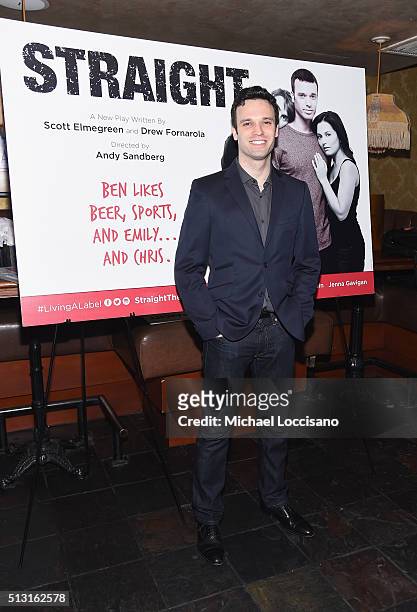 STRAIGHT
A New Play Written By
Scott Elmegreen and Drew Fornarola
Directed by
Andy Sandberg
BEN LIKES
BEER, SPORTS,
AND EMILY...
AND CHRIS.
#LivingALabel
StraightThe
Jenna Gavigan
gettyimages
Credit: Michael Loccisano
513162578